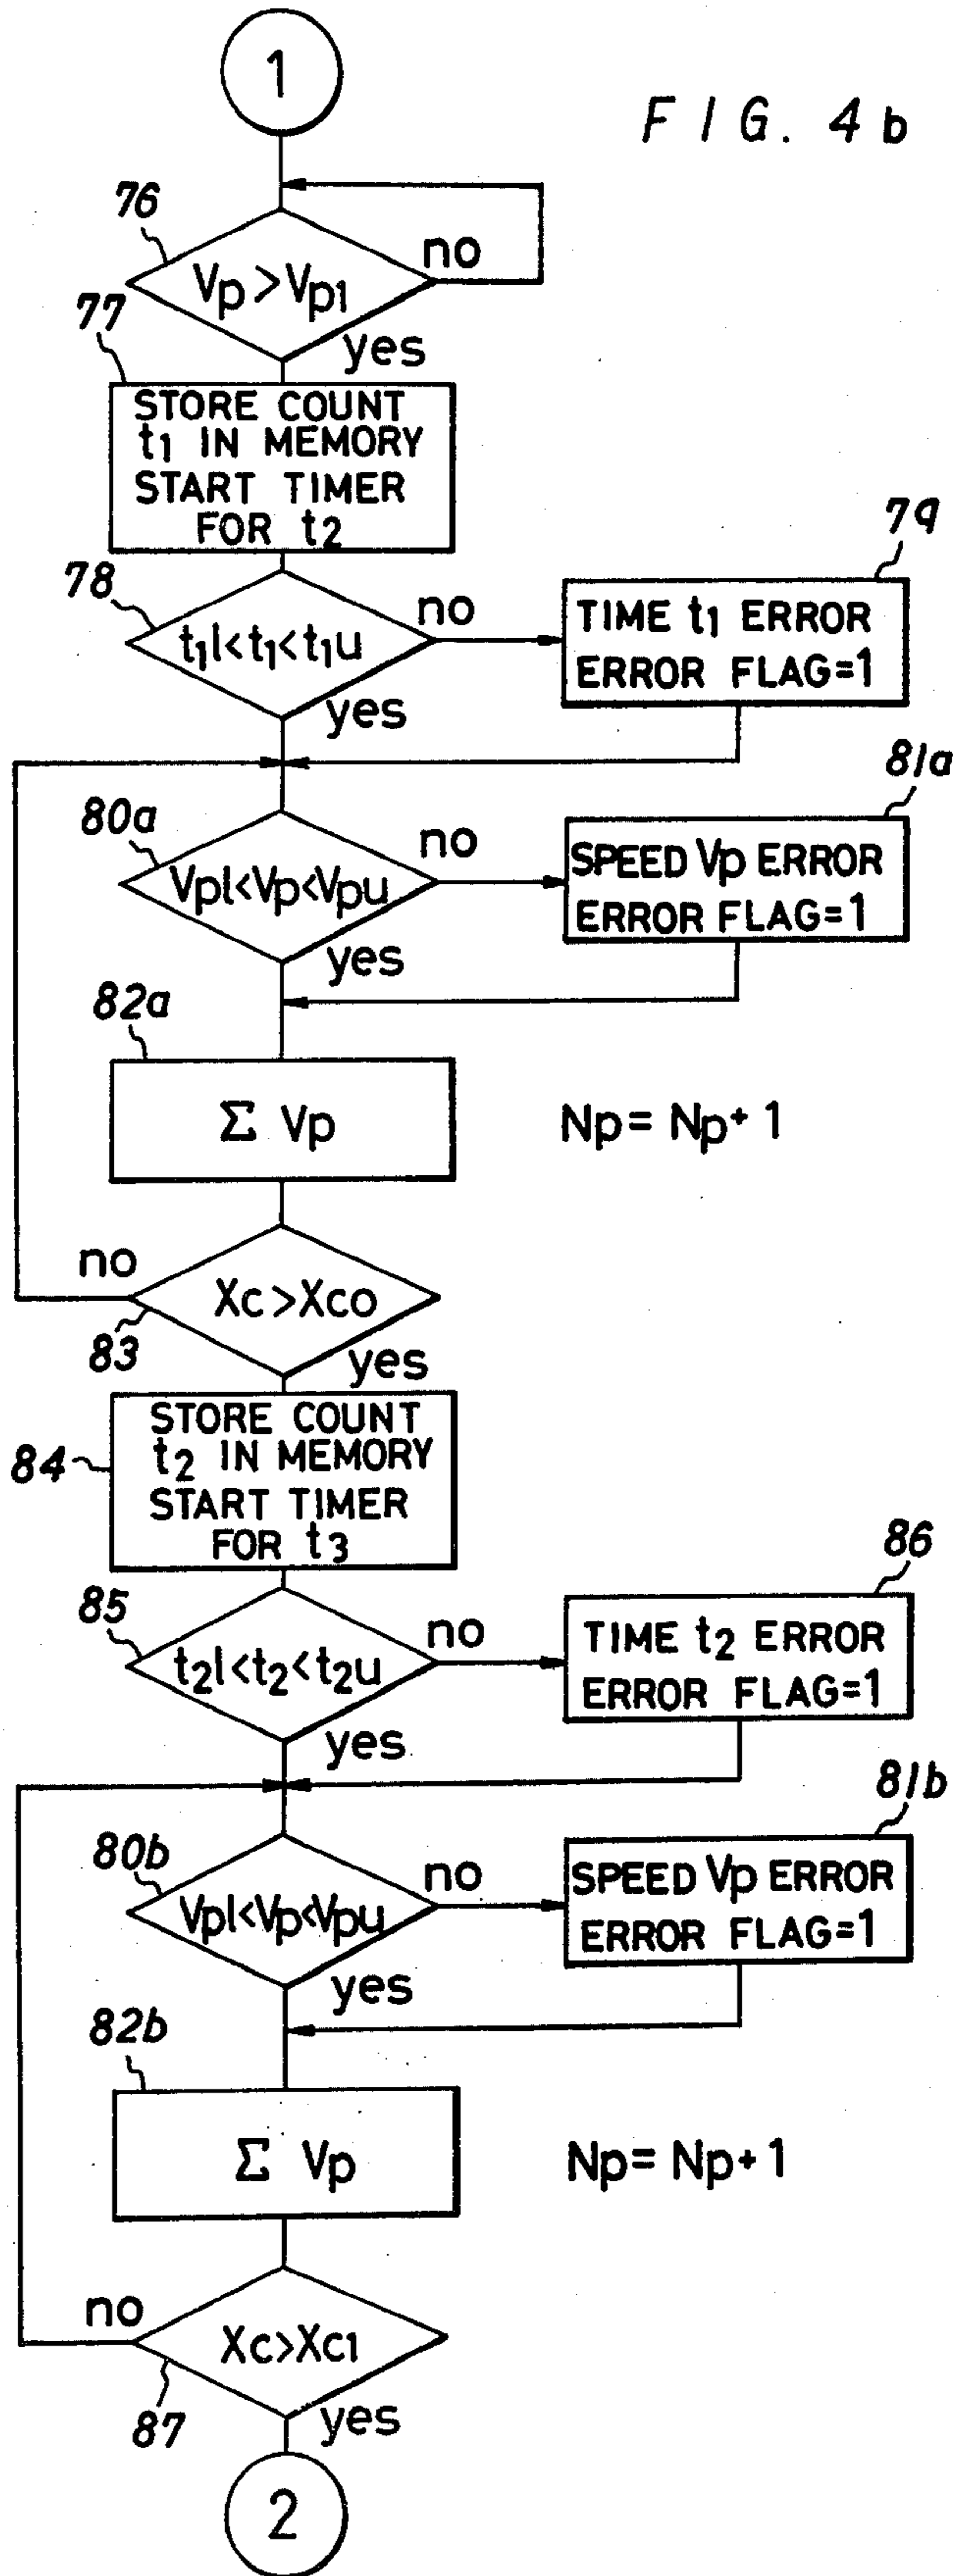 1
FIG. 4b
76
Vp>Vp1
no
yes
77
STORE COUNT
t1 IN MEMORY
START TIMER
FOR t2
78
t1l<t1<t1u
no
yes
79
TIME t1 ERROR
ERROR FLAG=1
80a
Vpl<Vp<Vpu
no
yes
81a
SPEED Vp ERROR
ERROR FLAG=1
82a
Σ Vp
Np= Np+ 1
no
Xc>Xco
83
yes
84
STORE COUNT
t2 IN MEMORY
START TIMER
FOR t3
85
t2l<t2<t2u
no
yes
86
TIME t2 ERROR
ERROR FLAG=1
80b
Vpl<Vp<Vpu
no
yes
81b
SPEED Vp ERROR
ERROR FLAG=1
82b
Σ Vp
Np= Np+1
no
Xc>Xc1
87
yes
2